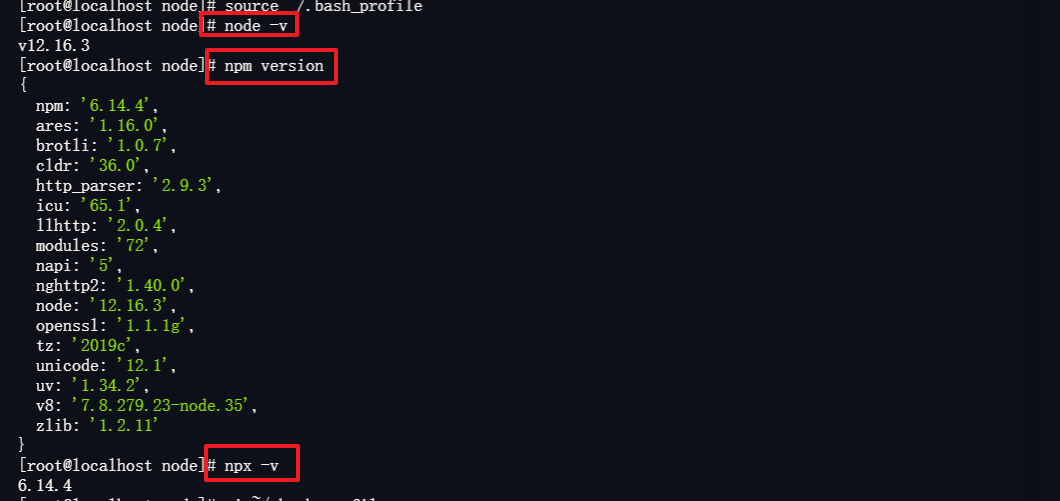 [root@localhost node]# source /.bash_profile
[root@localhost node]# node -v
v12.16.3
[root@localhost node]# npm version
{
  npm: '6.14.4',
  ares: '1.16.0',
  brotli: '1.0.7',
  cldr: '36.0',
  http_parser: '2.9.3',
  icu: '65.1',
  llhttp: '2.0.4',
  modules: '72',
  napi: '5',
  nghttp2: '1.40.0',
  node: '12.16.3',
  openssl: '1.1.1g',
  tz: '2019c',
  unicode: '12.1',
  uv: '1.34.2',
  v8: '7.8.279.23-node.35',
  zlib: '1.2.11'
}
[root@localhost node]# npx -v
6.14.4